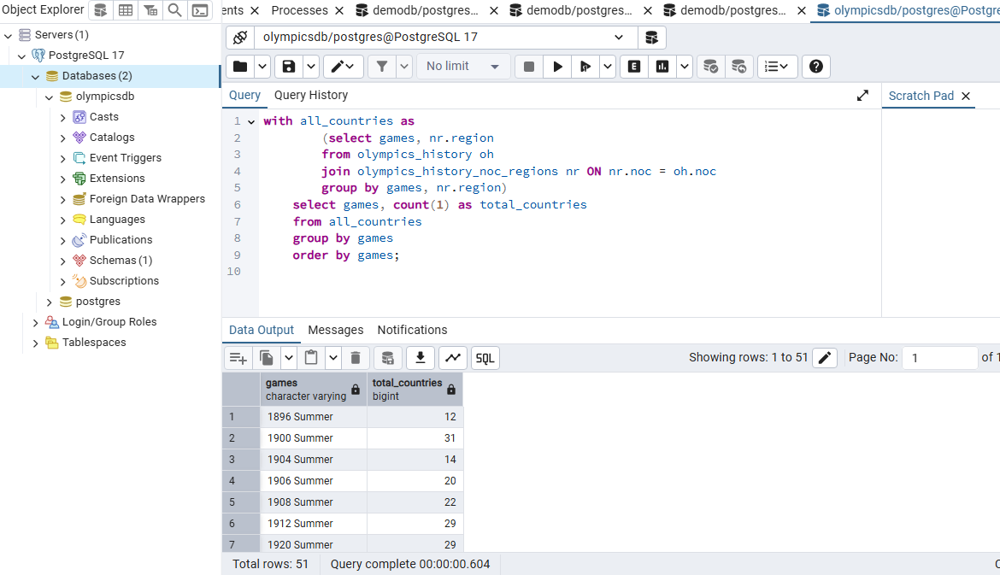 Object Explorer
ents
Processes
demodb/postgres...
demodb/postgres...
demodb/postgres...
olympicsdb/postgres@Postgre
Servers (1)
PostgreSQL 17
Databases (2)
olympicsdb
Casts
Catalogs
Event Triggers
Extensions
Foreign Data Wrappers
Languages
Publications
Schemas (1)
Subscriptions
postgres
Login/Group Roles
Tablespaces
olympicsdb/postgres@PostgreSQL 17
No limit
E
Query
Query History
Scratch Pad
1 with all_countries as
2 (select games, nr.region
3 from olympics_history oh
4 join olympics_history_noc_regions nr ON nr.noc = oh.noc
5 group by games, nr.region)
6 select games, count(1) as total_countries
7 from all_countries
8 group by games
9 order by games;
10
Data Output
Messages
Notifications
SQL
Showing rows: 1 to 51
Page No: 1 of 1
games
character varying
total_countries
bigint
1 1896 Summer 12
2 1900 Summer 31
3 1904 Summer 14
4 1906 Summer 20
5 1908 Summer 22
6 1912 Summer 29
7 1920 Summer 29
Total rows: 51
Query complete 00:00:00.604